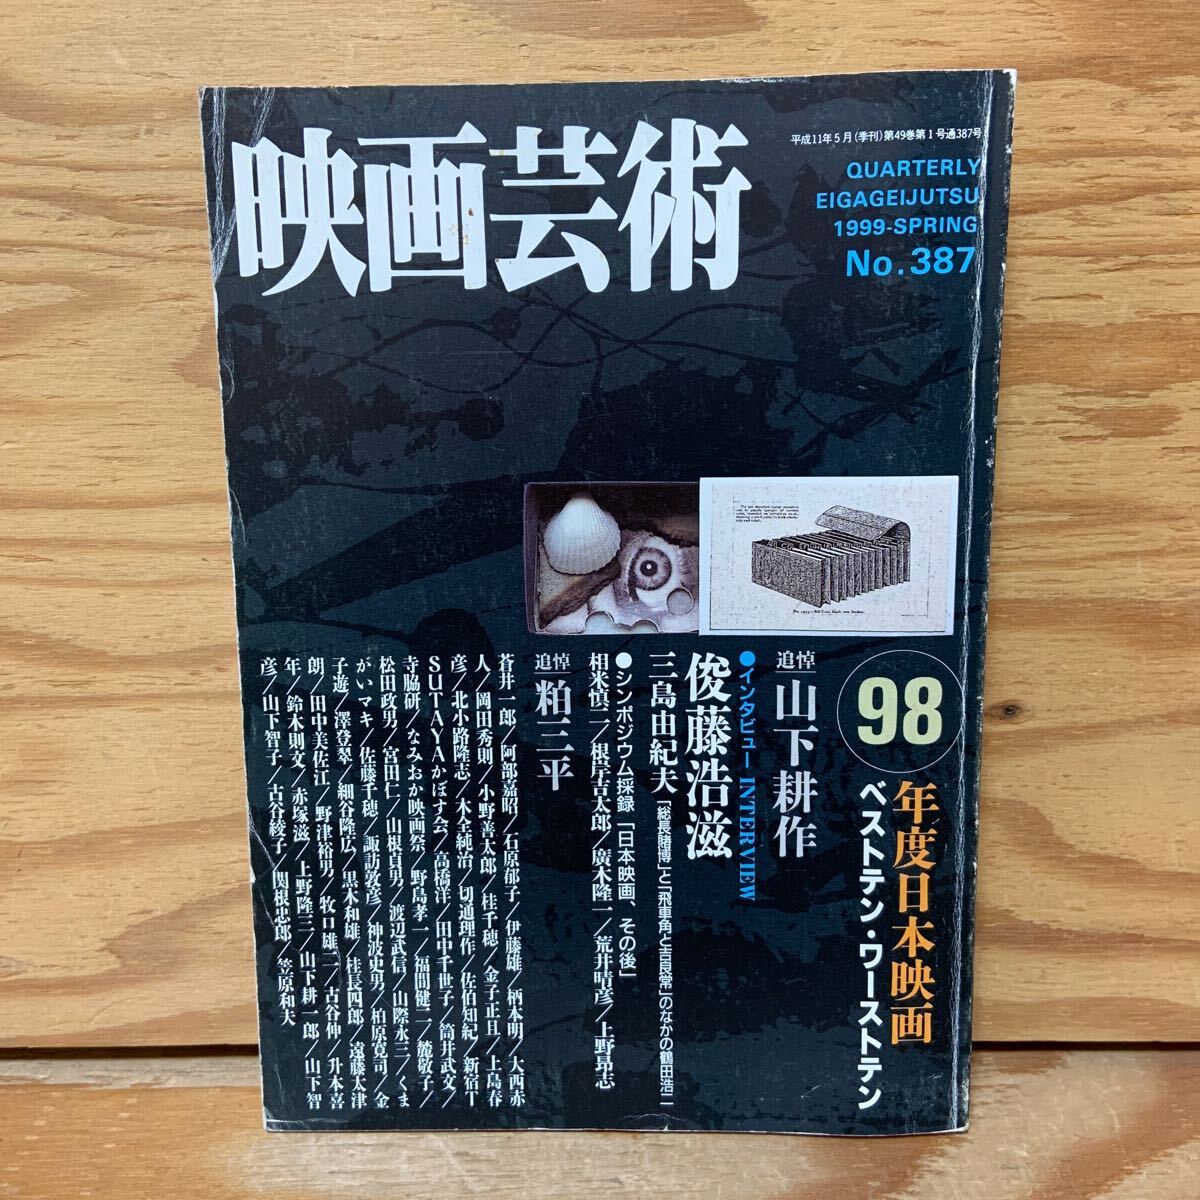 平成11年5月(季刊)第49巻第1号通387号
映画芸術
QUARTERLY
EIGAGEIJUTSU
1999-SPRING
No.387
98
年度日本映画
ベストテン・ワーストテン
追悼
山下耕作
●インタビュー INTERVIEW
俊藤浩滋
三島由紀夫「総長賭博」と「飛車角と吉良常」のなかの鶴田浩二
●シンポジウム採録「日本映画、その後」
相米慎二/根岸吉太郎/廣木隆一/荒井晴彦/上野昂志
追悼
粕三平
蒼井一郎/阿部嘉昭/石原郁子/伊藤雄/柄本明/大西赤
人/岡田秀則/小野善太郎/桂千穂/金子正且/上島春
彦/北小路隆志/木全純治/切通理作/佐伯知紀/新宿T
SUTAYAかぼす会/高橋洋/田中千世子/筒井武文/
寺脇研/なみおか映画祭/野島孝一/福間健二/麓敬子/
松田政男/宮田仁/山根貞男/渡辺武信/山際永三/くま
がいマキ/佐藤千穂/諏訪敦彦/神波史男/柏原寛司/金
子遊/澤登翠/細谷隆広/黒木和雄/桂長四郎/遠藤太津
朗/田中美佐江/野津裕男/牧口雄二/古谷伸/升本喜
年/鈴木則文/赤塚滋/上野隆三/山下耕一郎/山下智
彦/山下智子/古谷綾子/関根忠郎/笠原和夫